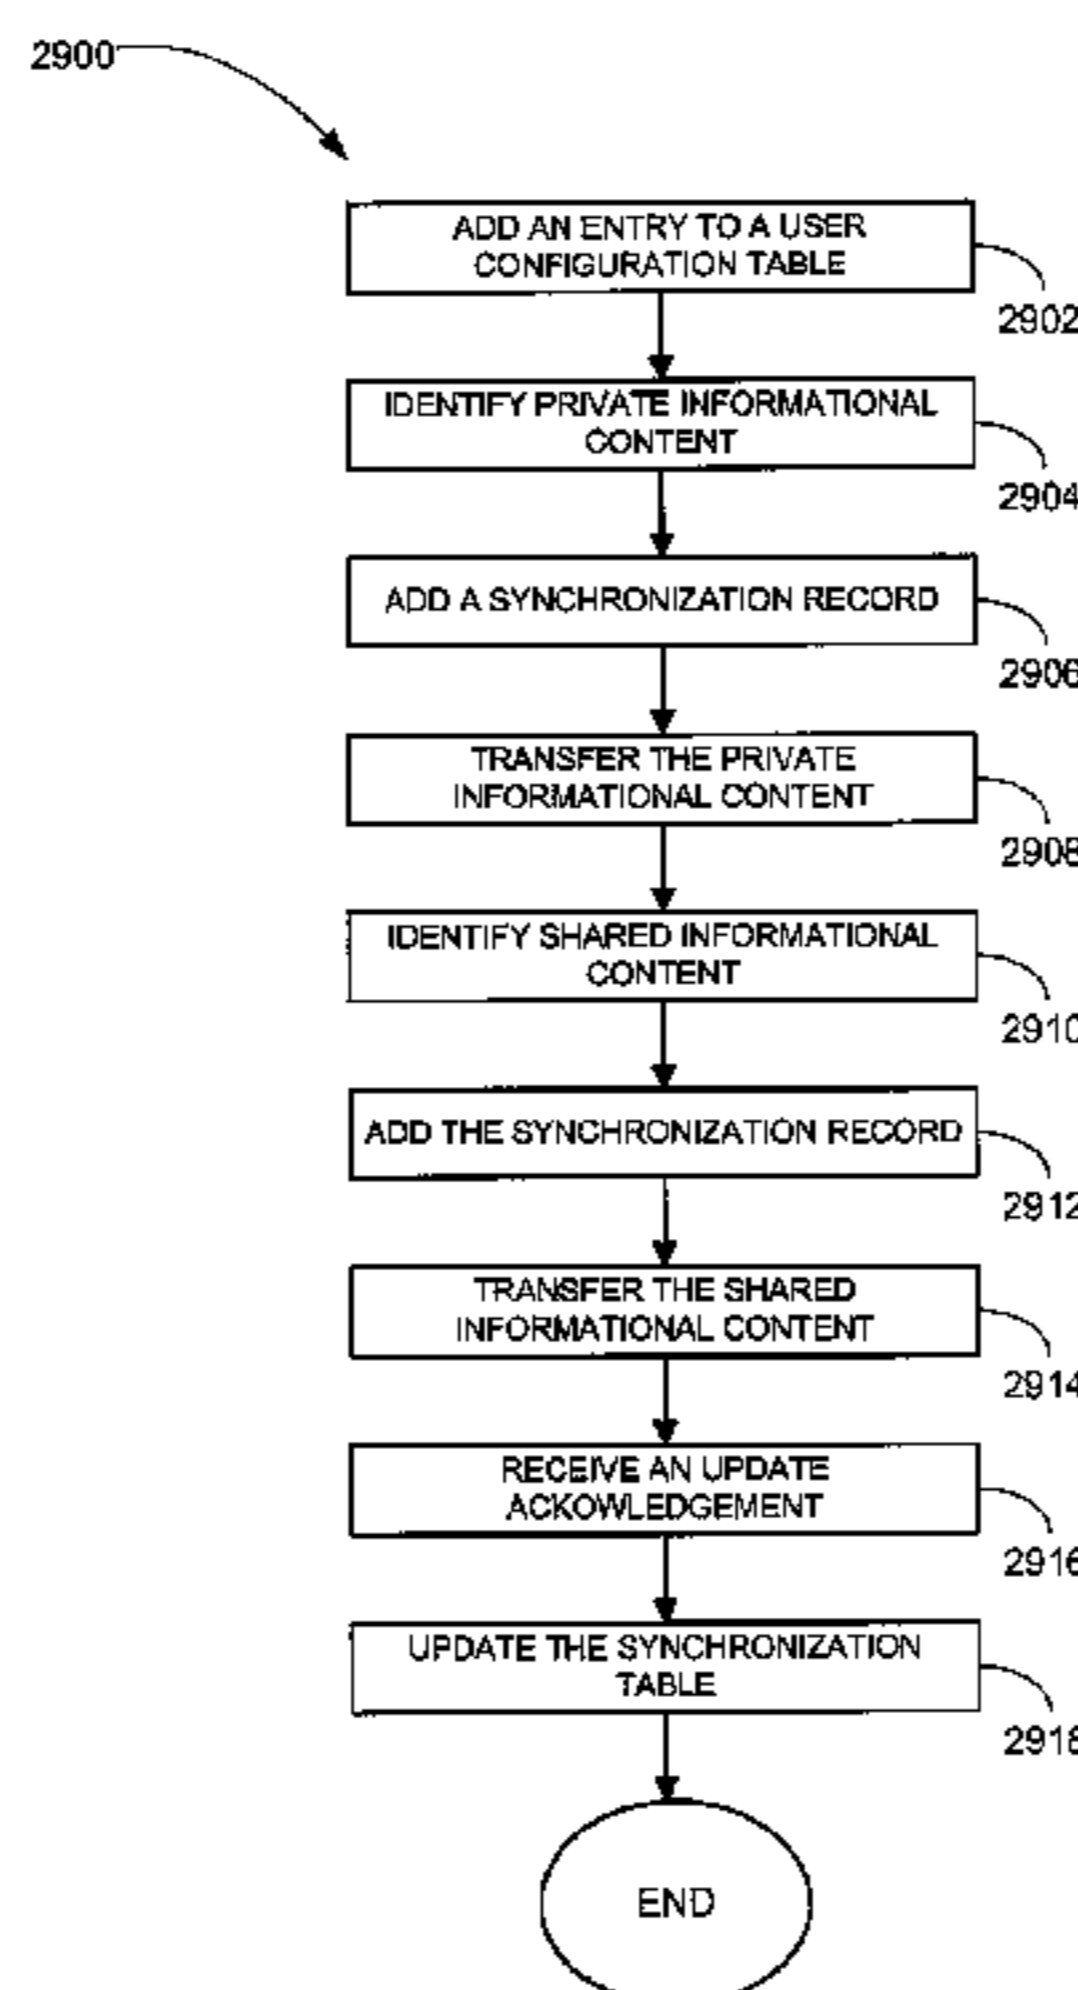 2900
ADD AN ENTRY TO A USER
CONFIGURATION TABLE
2902
IDENTIFY PRIVATE INFORMATIONAL
CONTENT
2904
ADD A SYNCHRONIZATION RECORD
2906
TRANSFER THE PRIVATE
INFORMATIONAL CONTENT
2908
IDENTIFY SHARED INFORMATIONAL
CONTENT
2910
ADD THE SYNCHRONIZATION RECORD
2912
TRANSFER THE SHARED
INFORMATIONAL CONTENT
2914
RECEIVE AN UPDATE
ACKOWLEDGEMENT
2916
UPDATE THE SYNCHRONIZATION
TABLE
2918
END